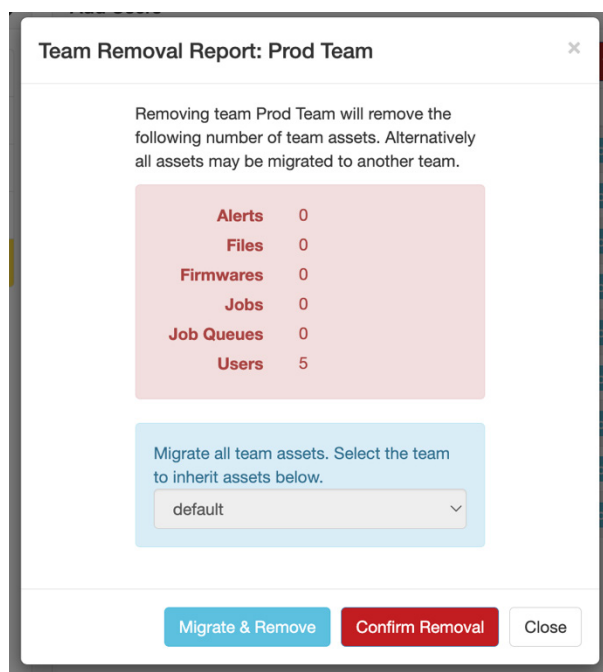 Team Removal Report: Prod Team
×
Removing team Prod Team will remove the
following number of team assets. Alternatively
all assets may be migrated to another team.
Alerts 0
Files 0
Firmwares 0
Jobs 0
Job Queues 0
Users 5
Migrate all team assets. Select the team
to inherit assets below.
default
Migrate & Remove
Confirm Removal
Close